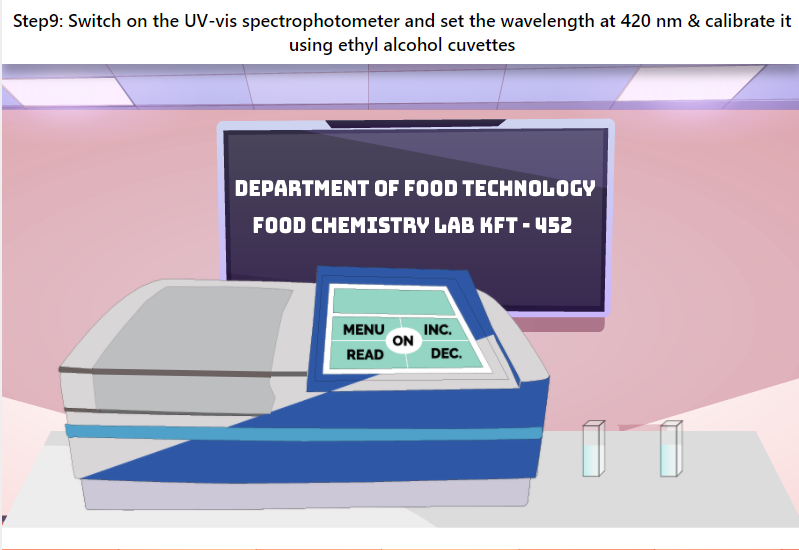 Step9: Switch on the UV-vis spectrophotometer and set the wavelength at 420 nm & calibrate it
using ethyl alcohol cuvettes
DEPARTMENT OF FOOD TECHNOLOGY
FOOD CHEMISTRY LAB KFT - 452
MENU INC.
ON
READ DEC.